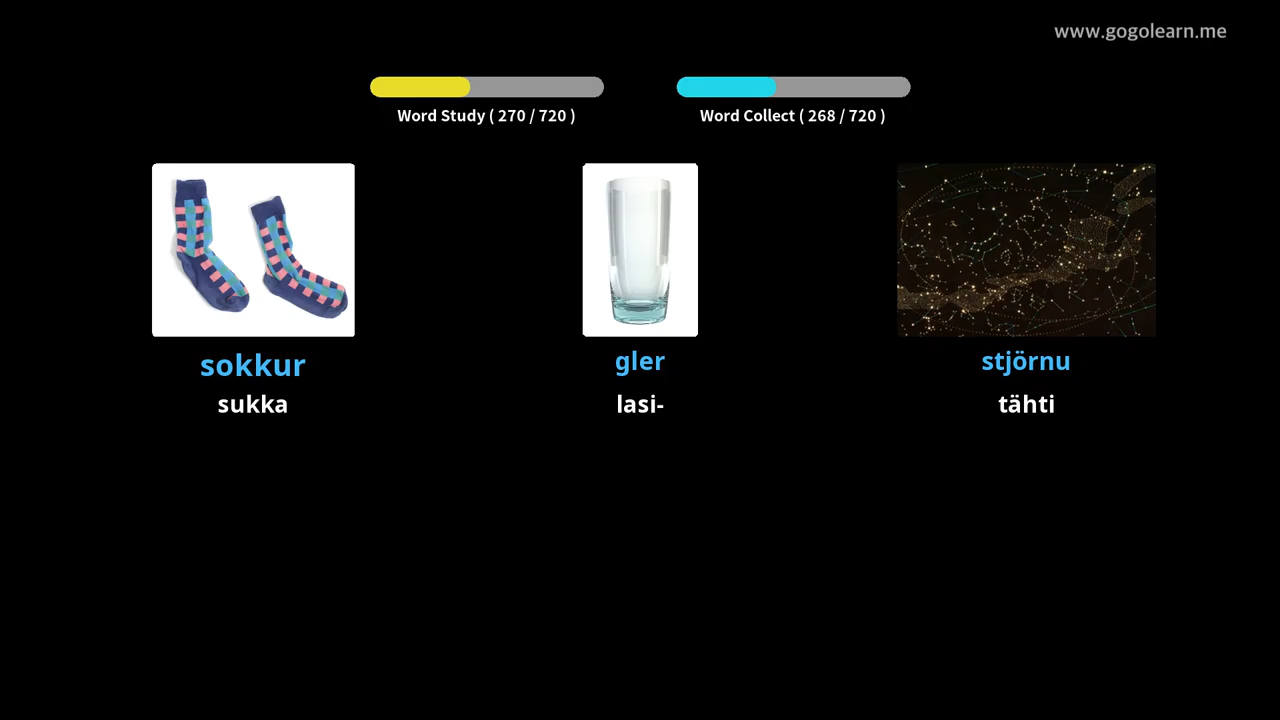 www.gogolearn.me
Word Study ( 270 / 720 )
Word Collect ( 268 / 720 )
sokkur
gler
stjörnu
sukka
lasi-
tähti